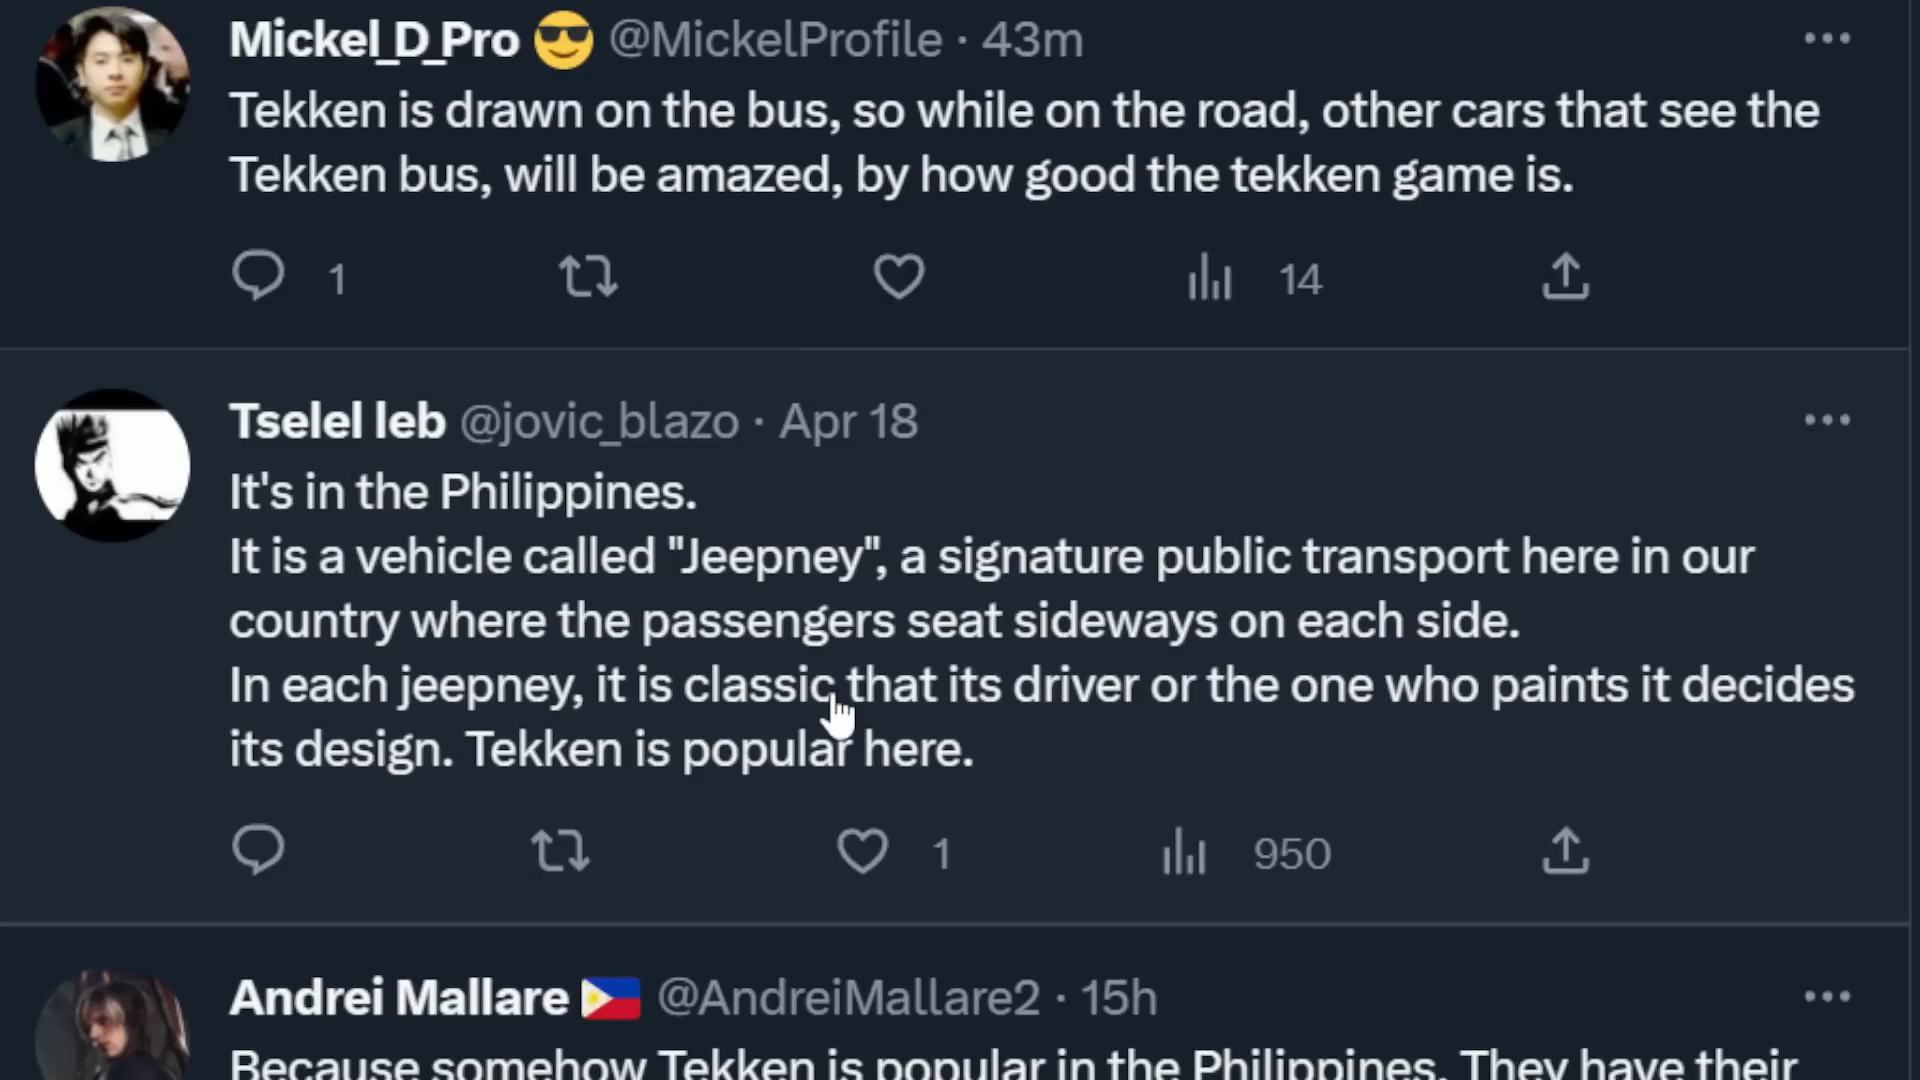 Mickel_D_Pro 😎 @MickelProfile · 43m
Tekken is drawn on the bus, so while on the road, other cars that see the
Tekken bus, will be amazed, by how good the tekken game is.
1 14
Tselel leb @jovic_blazo · Apr 18
It's in the Philippines.
It is a vehicle called "Jeepney", a signature public transport here in our
country where the passengers seat sideways on each side.
In each jeepney, it is classic that its driver or the one who paints it decides
its design. Tekken is popular here.
1 950
Andrei Mallare 🇵🇭 @AndreiMallare2 · 15h
Because somehow Tekken is popular in the Philippines. They have their